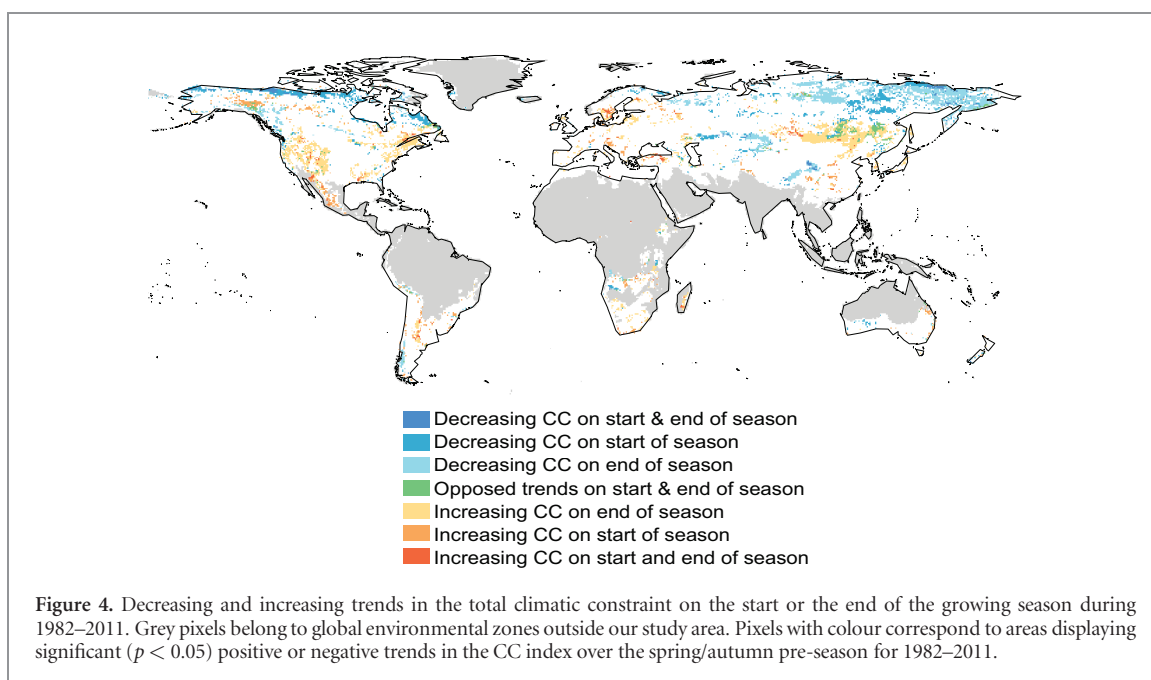 Decreasing CC on start & end of season
Decreasing CC on start of season
Decreasing CC on end of season
Opposed trends on start & end of season
Increasing CC on end of season
Increasing CC on start of season
Increasing CC on start and end of season
Figure 4. Decreasing and increasing trends in the total climatic constraint on the start or the end of the growing season during
1982–2011. Grey pixels belong to global environmental zones outside our study area. Pixels with colour correspond to areas displaying
significant (p < 0.05) positive or negative trends in the CC index over the spring/autumn pre-season for 1982–2011.